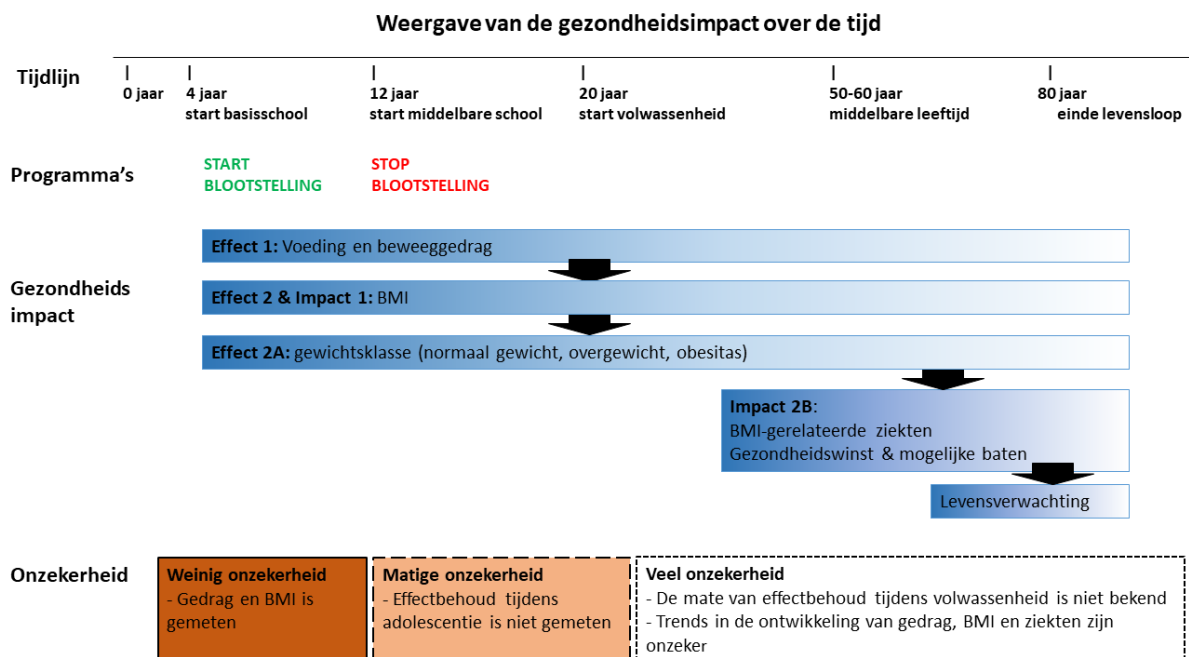 Weergave van de gezondheidsimpact over de tijd
Tijdlijn
0 jaar
4 jaar
start basisschool
12 jaar
start middelbare school
20 jaar
start volwassenheid
50-60 jaar
middelbare leeftijd
80 jaar
einde levensloop
Programma's
START
BLOOTSTELLING
STOP
BLOOTSTELLING
Gezondheids
impact
Effect 1: Voeding en beweeggedrag
Effect 2 & Impact 1: BMI
Effect 2A: gewichtsklasse (normaal gewicht, overgewicht, obesitas)
Impact 2B:
BMI-gerelateerde ziekten
Gezondheidswinst & mogelijke baten
Levensverwachting
Onzekerheid
Weinig onzekerheid
- Gedrag en BMI is
gemeten
Matige onzekerheid
- Effectbehoud tijdens
adolescentie is niet gemeten
Veel onzekerheid
- De mate van effectbehoud tijdens volwassenheid is niet bekend
- Trends in de ontwikkeling van gedrag, BMI en ziekten zijn
onzeker